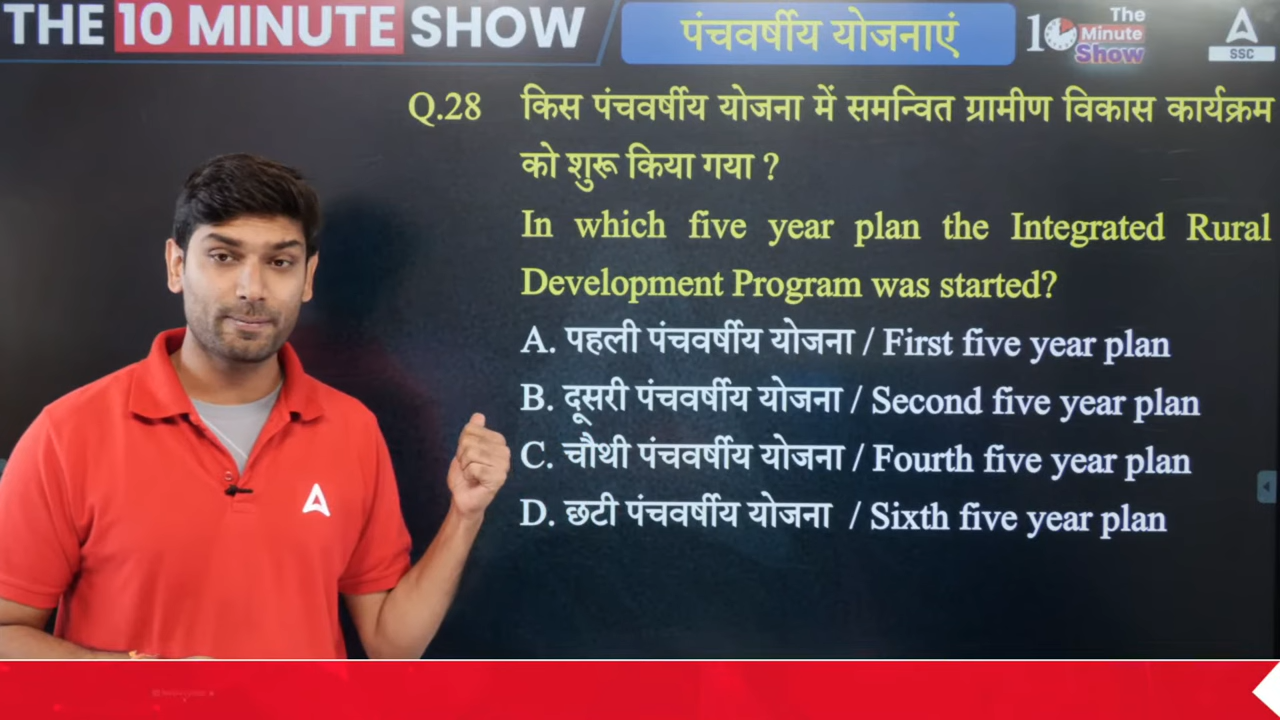 THE 10 MINUTE SHOW
पंचवर्षीय योजनाएं
10 The Minute Show
SSC
Q.28 किस पंचवर्षीय योजना में समन्वित ग्रामीण विकास कार्यक्रम
को शुरू किया गया ?
In which five year plan the Integrated Rural
Development Program was started?
A. पहली पंचवर्षीय योजना / First five year plan
B. दूसरी पंचवर्षीय योजना / Second five year plan
C. चौथी पंचवर्षीय योजना / Fourth five year plan
D. छटी पंचवर्षीय योजना / Sixth five year plan